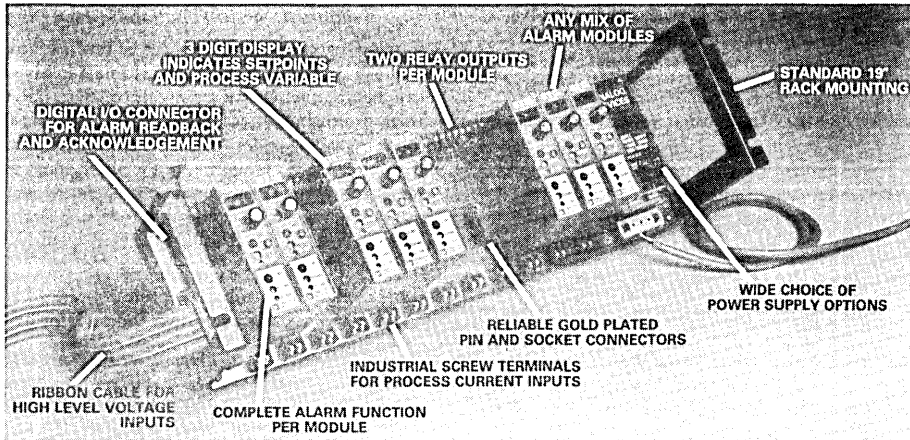 ANY MIX OF
ALARM MODULES
3 DIGIT DISPLAY
INDICATES SETPOINTS
AND PROCESS VARIABLE
TWO RELAY OUTPUTS
PER MODULE
STANDARD 19"
RACK MOUNTING
DIGITAL I/O CONNECTOR
FOR ALARM READBACK
AND ACKNOWLEDGEMENT
WIDE CHOICE OF
POWER SUPPLY OPTIONS
RELIABLE GOLD PLATED
PIN AND SOCKET CONNECTORS
INDUSTRIAL SCREW TERMINALS
FOR PROCESS CURRENT INPUTS
RIBBON CABLE FOR
HIGH LEVEL VOLTAGE
INPUTS
COMPLETE ALARM FUNCTION
PER MODULE